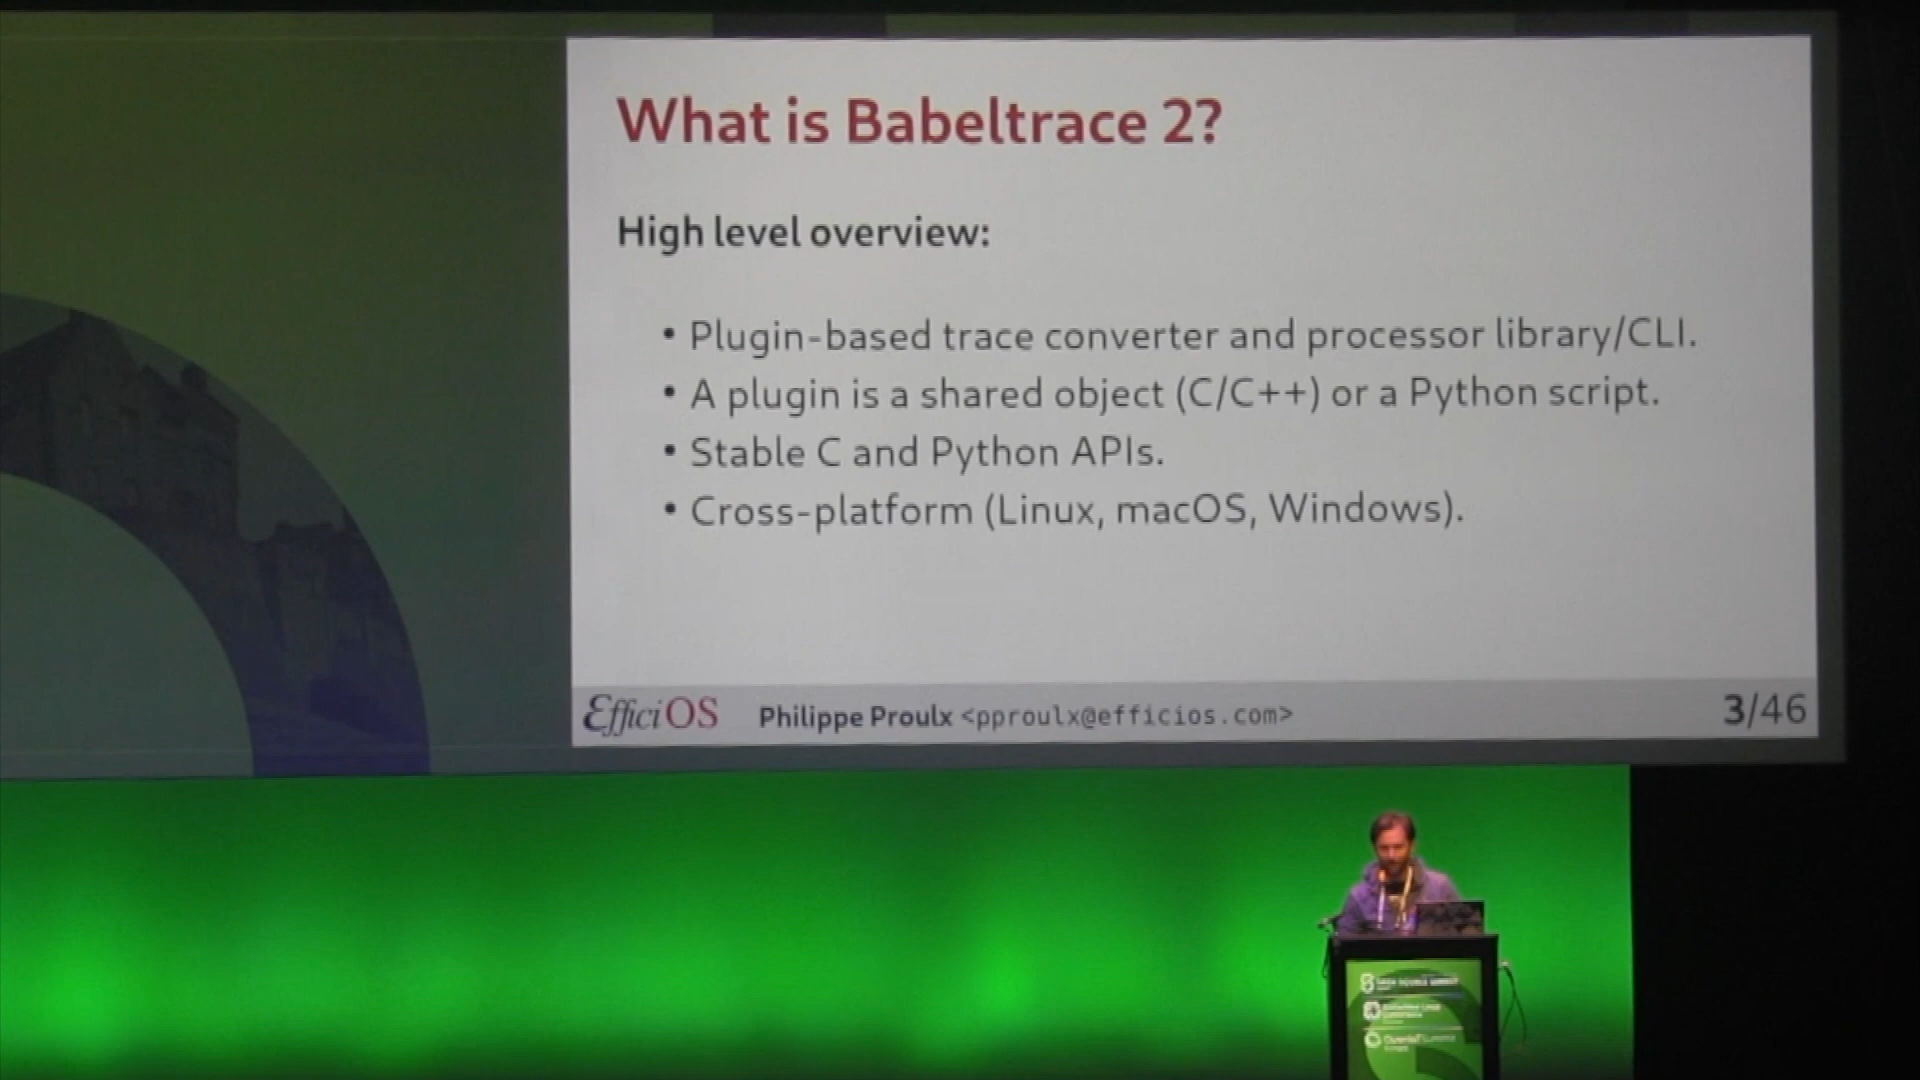 What is Babeltrace 2?
High level overview:
• Plugin-based trace converter and processor library/CLI.
• A plugin is a shared object (C/C++) or a Python script.
• Stable C and Python APIs.
• Cross-platform (Linux, macOS, Windows).
EfficiOS Philippe Proulx <pproulx@efficios.com> 3/46